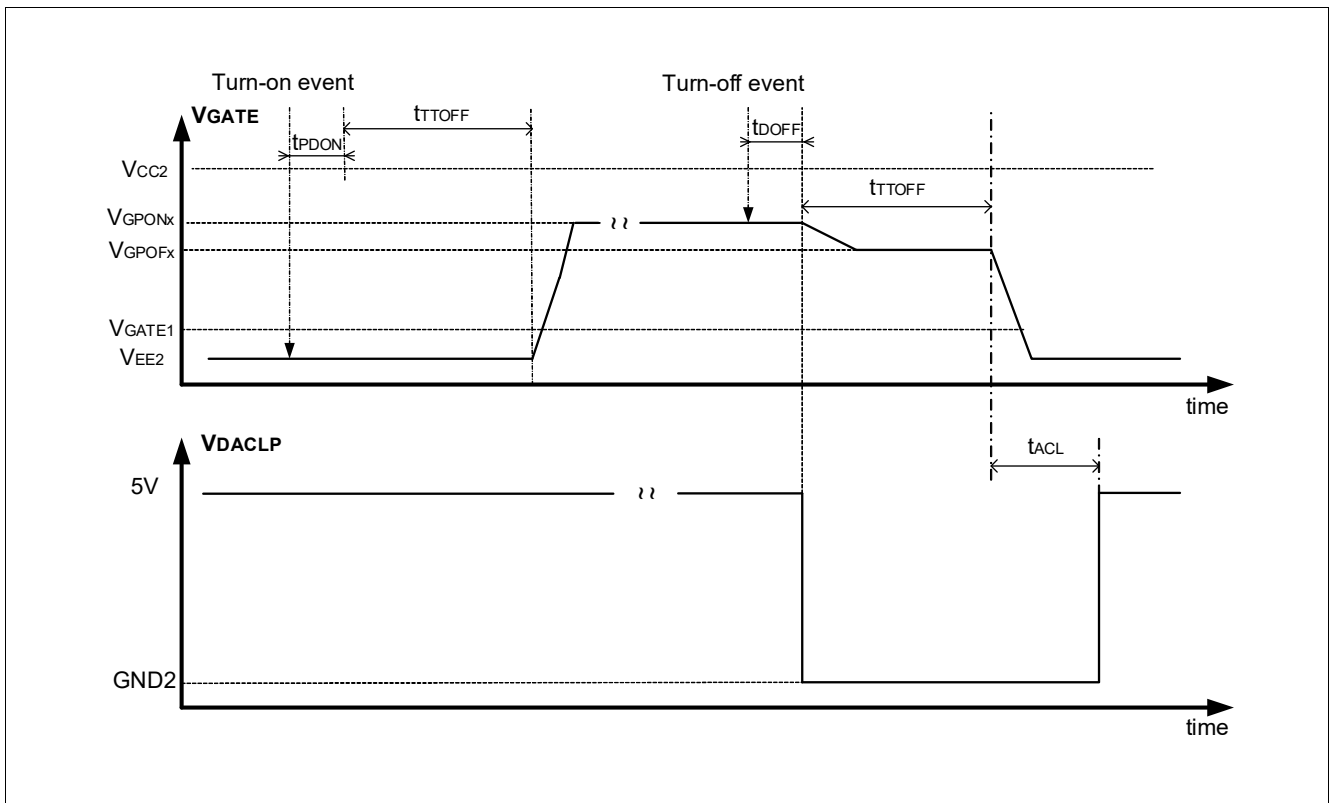 Turn-on event
Turn-off event
VGATE
tTTOFF
tDOFF
tPDON
VCC2
tTTOFF
VGPONx
VGPOFx
VGATE1
VEE2
time
VDACLP
tACL
5V
GND2
time